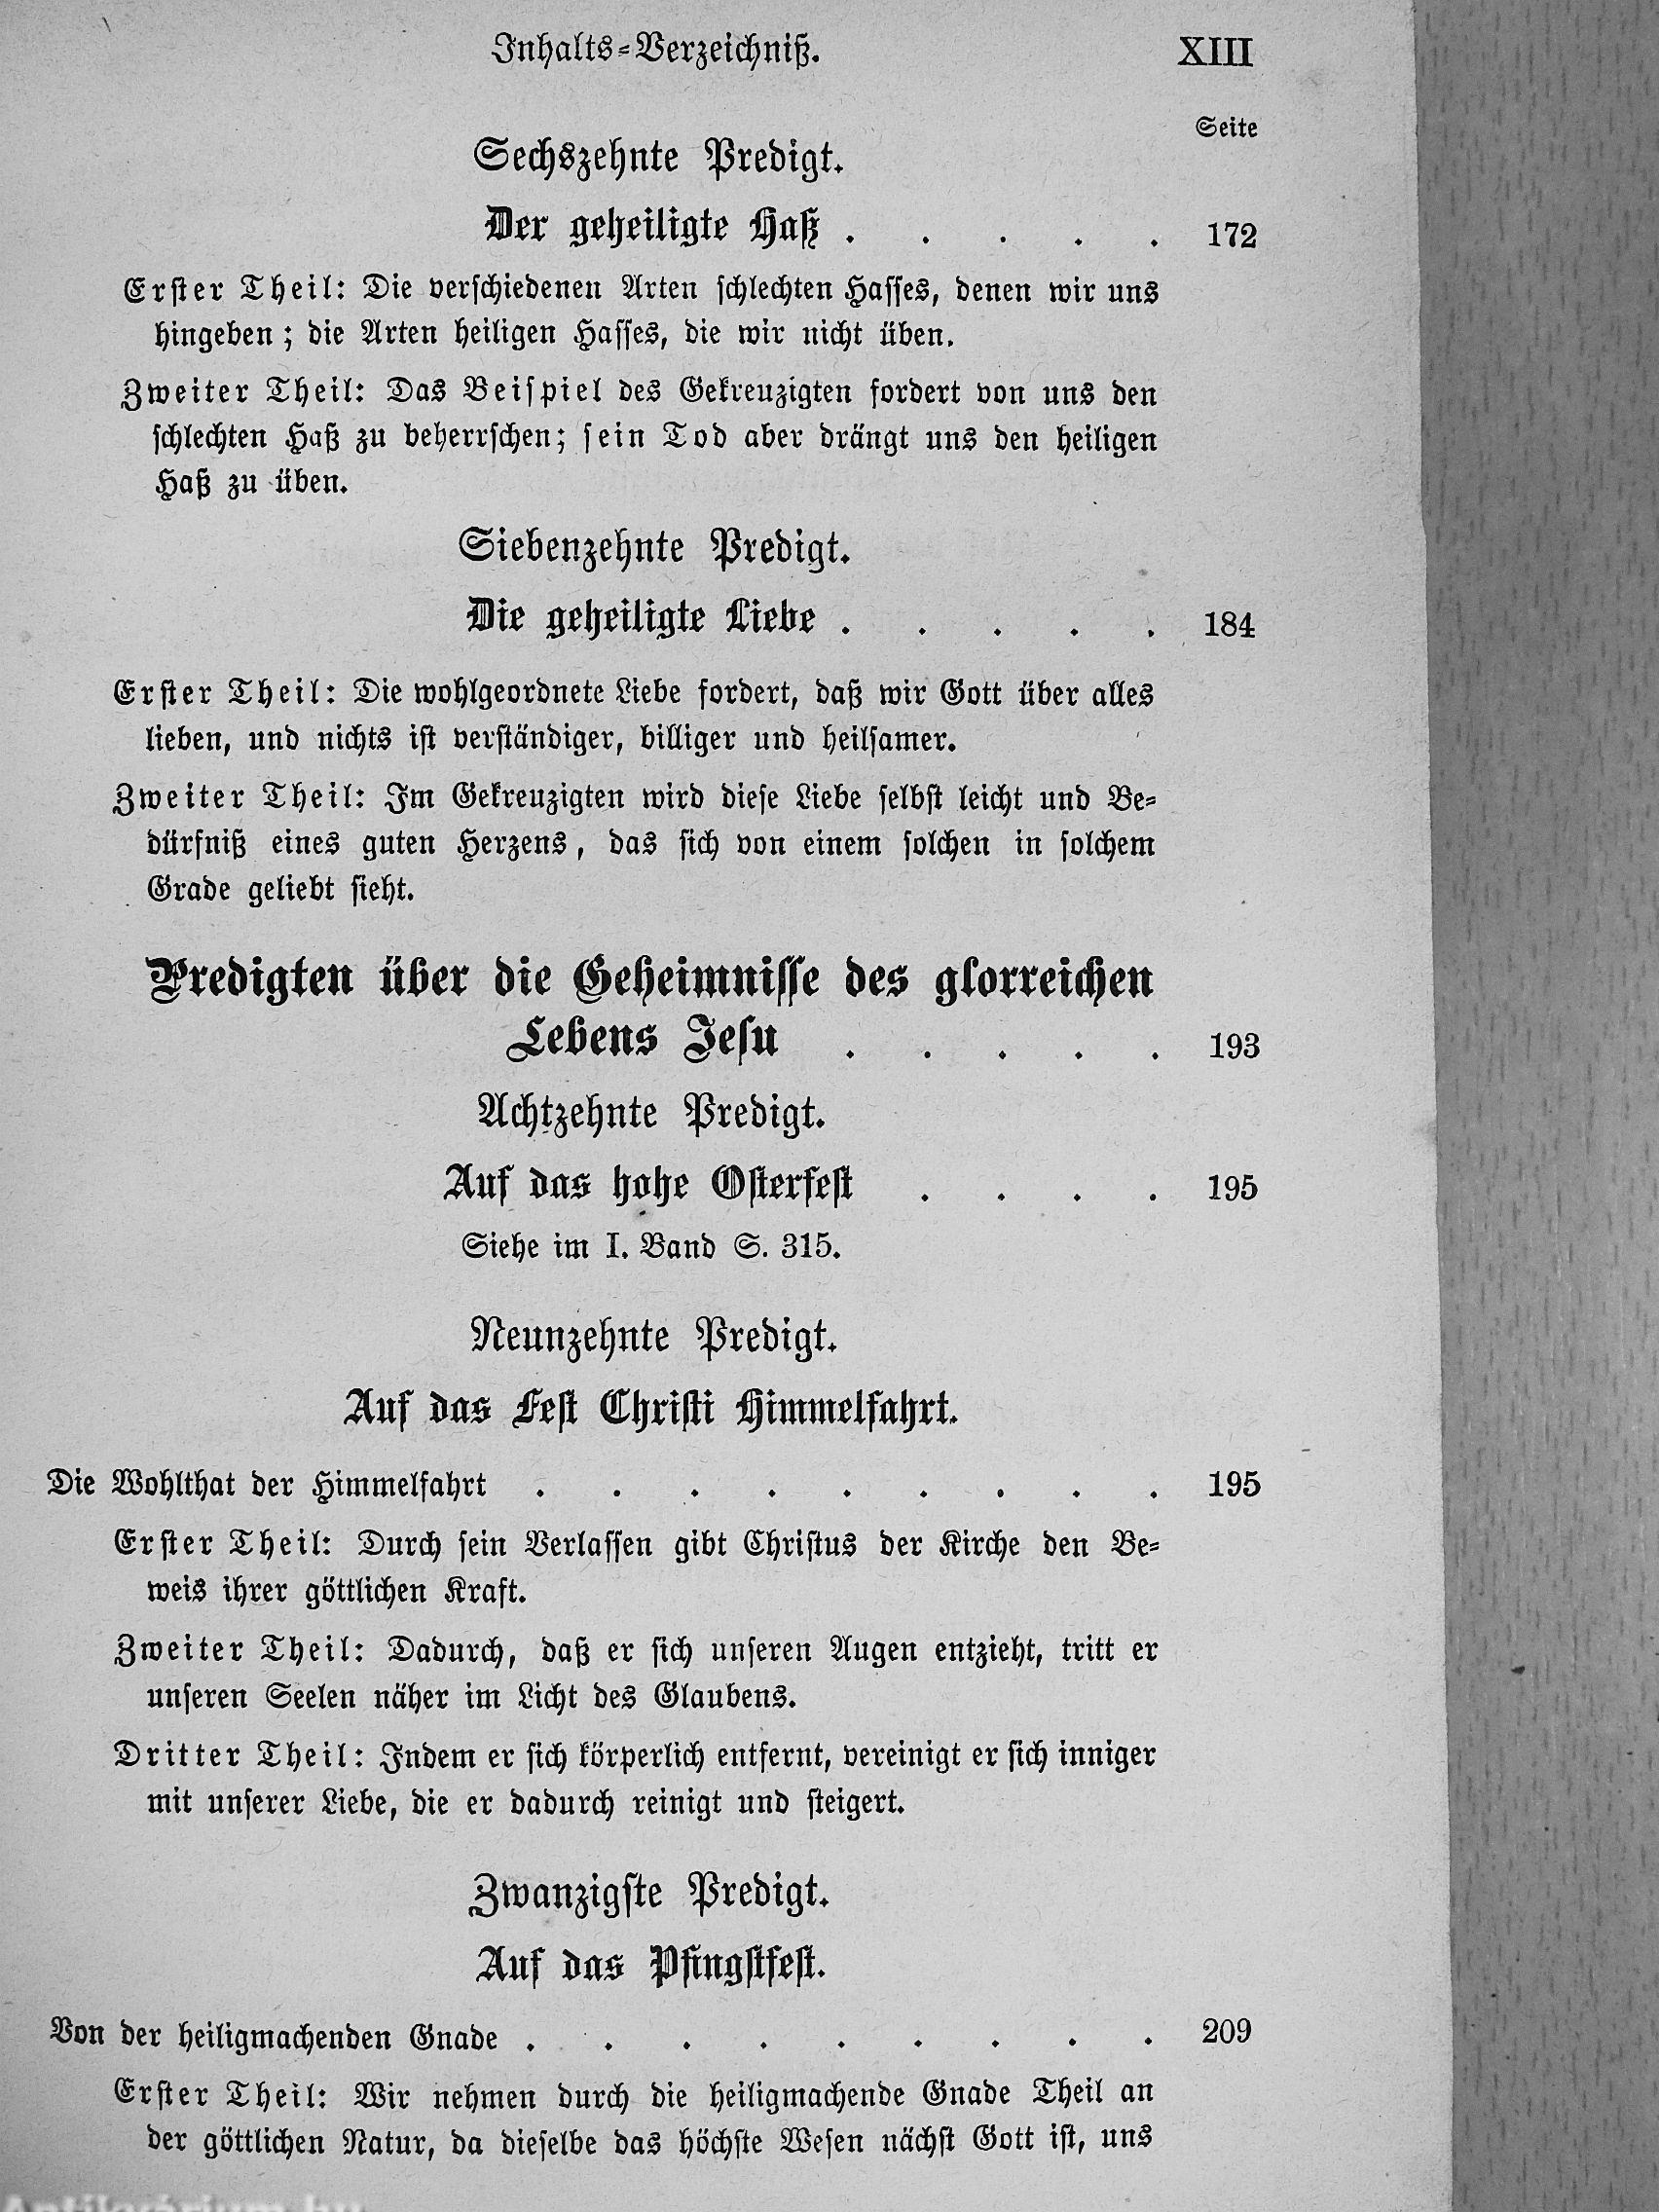 Inhalts-Verzeichniß. XIII
Seite
Sechszehnte Predigt.
Der geheiligte Haß . . . . . 172
Erster Theil: Die verschiedenen Arten schlechten Hasses, denen wir uns
hingeben; die Arten heiligen Hasses, die wir nicht üben.
Zweiter Theil: Das Beispiel des Gekreuzigten fordert von uns den
schlechten Haß zu beherrschen; sein Tod aber drängt uns den heiligen
Haß zu üben.
Siebenzehnte Predigt.
Die geheiligte Liebe . . . . . 184
Erster Theil: Die wohlgeordnete Liebe fordert, daß wir Gott über alles
lieben, und nichts ist verständiger, billiger und heilsamer.
Zweiter Theil: Im Gekreuzigten wird diese Liebe selbst leicht und Be-
dürfniß eines guten Herzens, das sich von einem solchen in solchem
Grade geliebt sieht.
Predigten über die Geheimnisse des glorreichen
Lebens Jesu . . . . . 193
Achtzehnte Predigt.
Auf das hohe Osterfest . . . . 195
Siehe im I. Band S. 315.
Neunzehnte Predigt.
Auf das Fest Christi Himmelfahrt.
Die Wohlthat der Himmelfahrt . . . . . . . . . 195
Erster Theil: Durch sein Verlassen gibt Christus der Kirche den Be-
weis ihrer göttlichen Kraft.
Zweiter Theil: Dadurch, daß er sich unseren Augen entzieht, tritt er
unseren Seelen näher im Licht des Glaubens.
Dritter Theil: Indem er sich körperlich entfernt, vereinigt er sich inniger
mit unserer Liebe, die er dadurch reinigt und steigert.
Zwanzigste Predigt.
Auf das Pfingstfest.
Von der heiligmachenden Gnade . . . . . . . . . 209
Erster Theil: Wir nehmen durch die heiligmachende Gnade Theil an
der göttlichen Natur, da dieselbe das höchste Wesen nächst Gott ist, uns